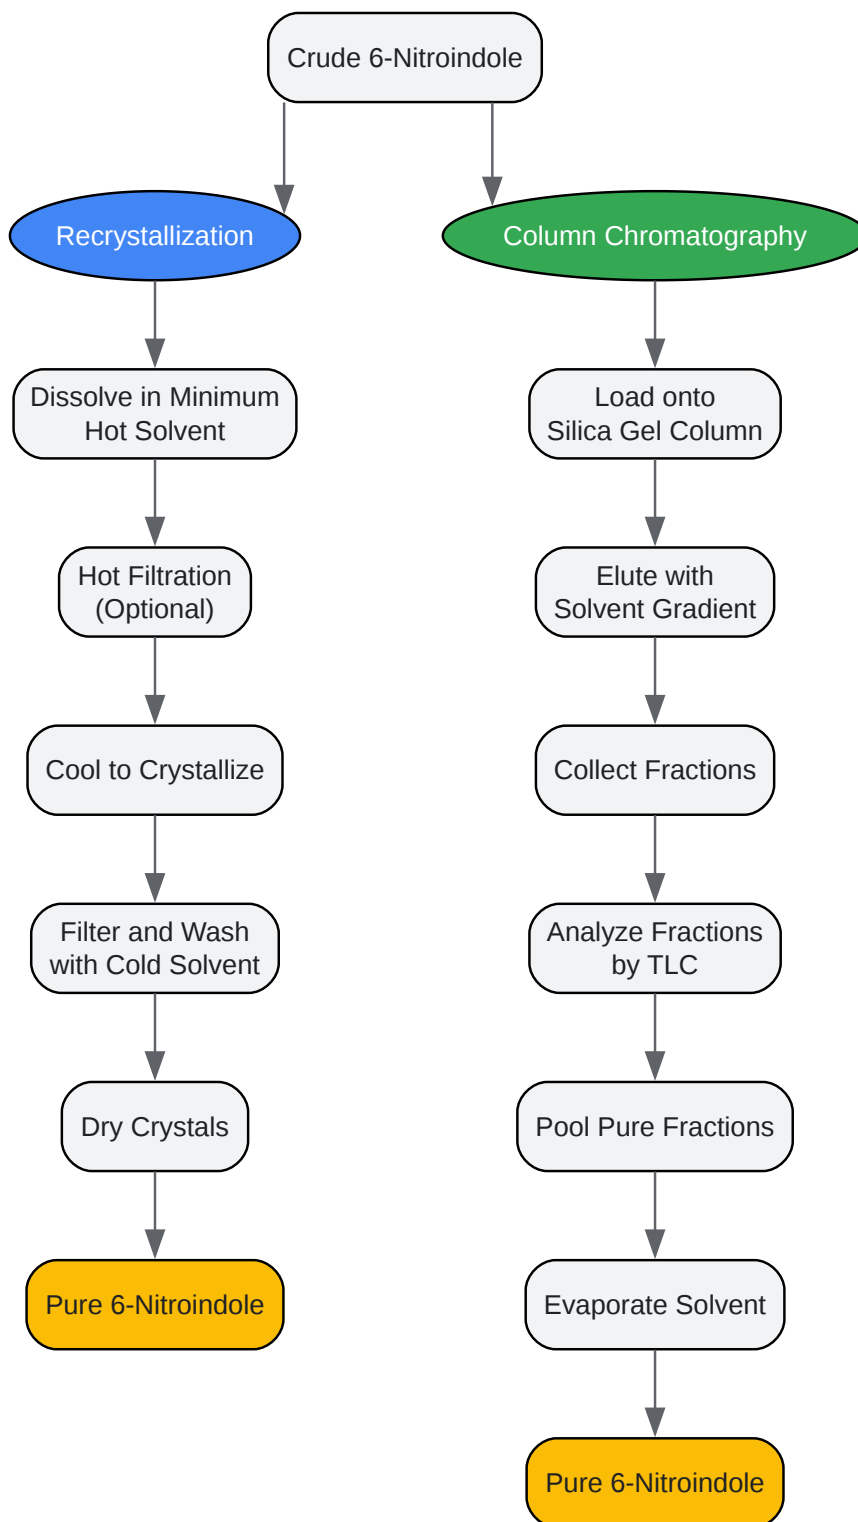 Crude 6-Nitroindole
Recrystallization
Column Chromatography
Dissolve in Minimum
Hot Solvent
Load onto
Silica Gel Column
Hot Filtration
(Optional)
Elute with
Solvent Gradient
Cool to Crystallize
Collect Fractions
Filter and Wash
with Cold Solvent
Analyze Fractions
by TLC
Dry Crystals
Pool Pure Fractions
Pure 6-Nitroindole
Evaporate Solvent
Pure 6-Nitroindole